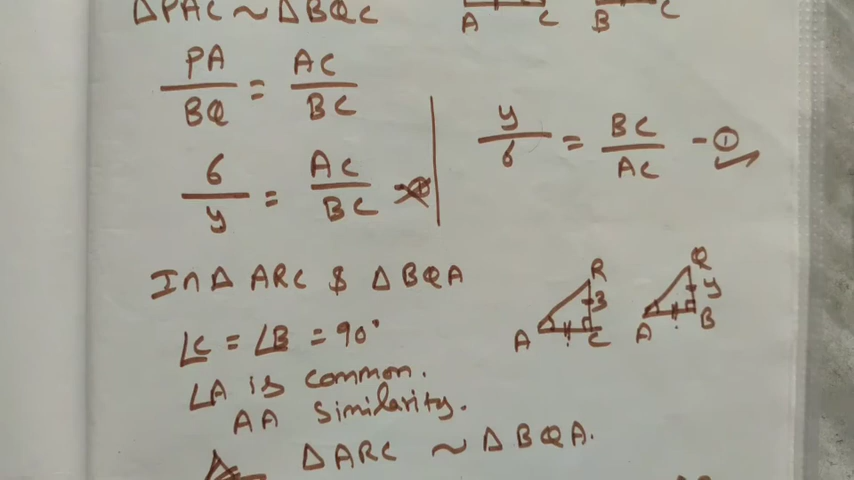 ΔPAC ~ ΔBQC
A C B C
PA/BQ = AC/BC
6/y = AC/BC
y/6 = BC/AC - ①
In Δ ARC $ Δ BQA
∠C = ∠B = 90°
∠A is common.
AA similarity.
R 3 A C
Q y A B
Δ ARC ~ Δ BQA.